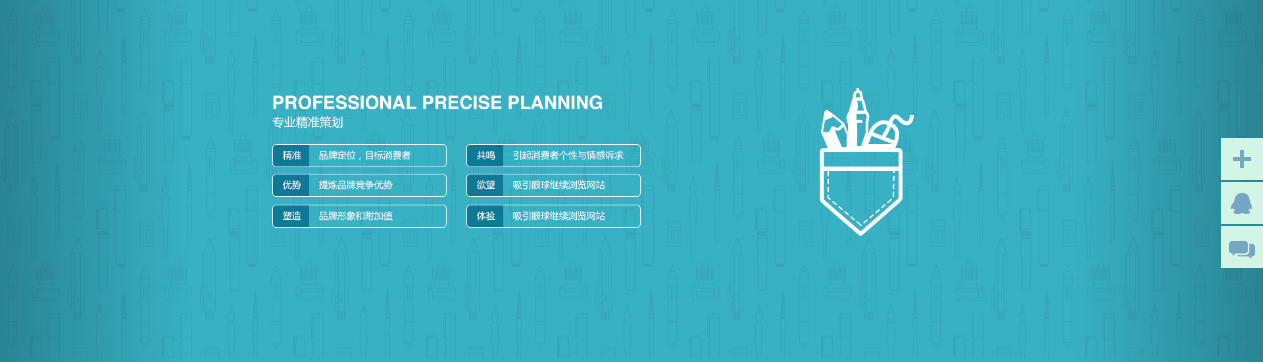 PROFESSIONAL PRECISE PLANNING
专业精准策划
精准 品牌定位，目标消费者
共鸣 引起消费者个性与情感诉求
优势 提炼品牌竞争优势
欲望 吸引眼球继续浏览网站
塑造 品牌形象和附加值
体验 吸引眼球继续浏览网站